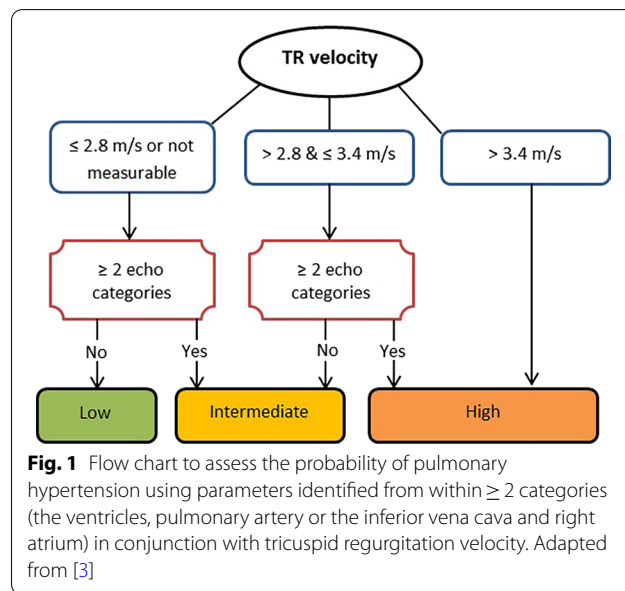 TR velocity
≤ 2.8 m/s or not
measurable
> 2.8 & ≤ 3.4 m/s
> 3.4 m/s
≥ 2 echo
categories
≥ 2 echo
categories
No
Yes
No
Yes
Low
Intermediate
High
Fig. 1 Flow chart to assess the probability of pulmonary
hypertension using parameters identified from within ≥ 2 categories
(the ventricles, pulmonary artery or the inferior vena cava and right
atrium) in conjunction with tricuspid regurgitation velocity. Adapted
from [3]